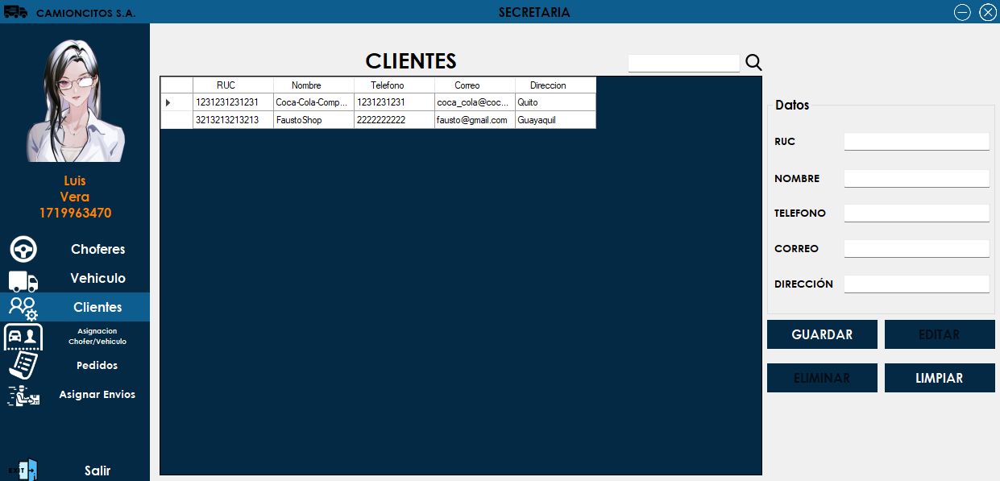 CAMIONCITOS S.A.
SECRETARIA
Luis
Vera
1719963470
Choferes
Vehiculo
Clientes
Asignacion
Chofer/Vehiculo
Pedidos
Asignar Envios
EXIT
Salir
CLIENTES
RUC Nombre Telefono Correo Direccion
1231231231231 Coca-Cola-Comp... 1231231231 coca_cola@coc... Quito
3213213213213 FaustoShop 2222222222 fausto@gmail.com Guayaquil
Datos
RUC
NOMBRE
TELEFONO
CORREO
DIRECCIÓN
GUARDAR EDITAR
ELIMINAR LIMPIAR